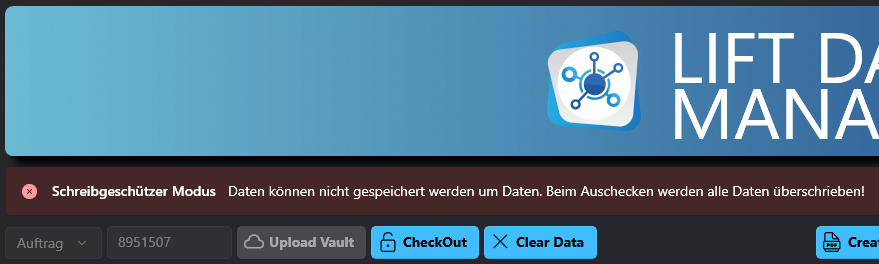 LIFT DA
MANA
Schreibgeschützer Modus Daten können nicht gespeichert werden um Daten. Beim Auschecken werden alle Daten überschrieben!
Auftrag 8951507 Upload Vault CheckOut Clear Data PDF Creat